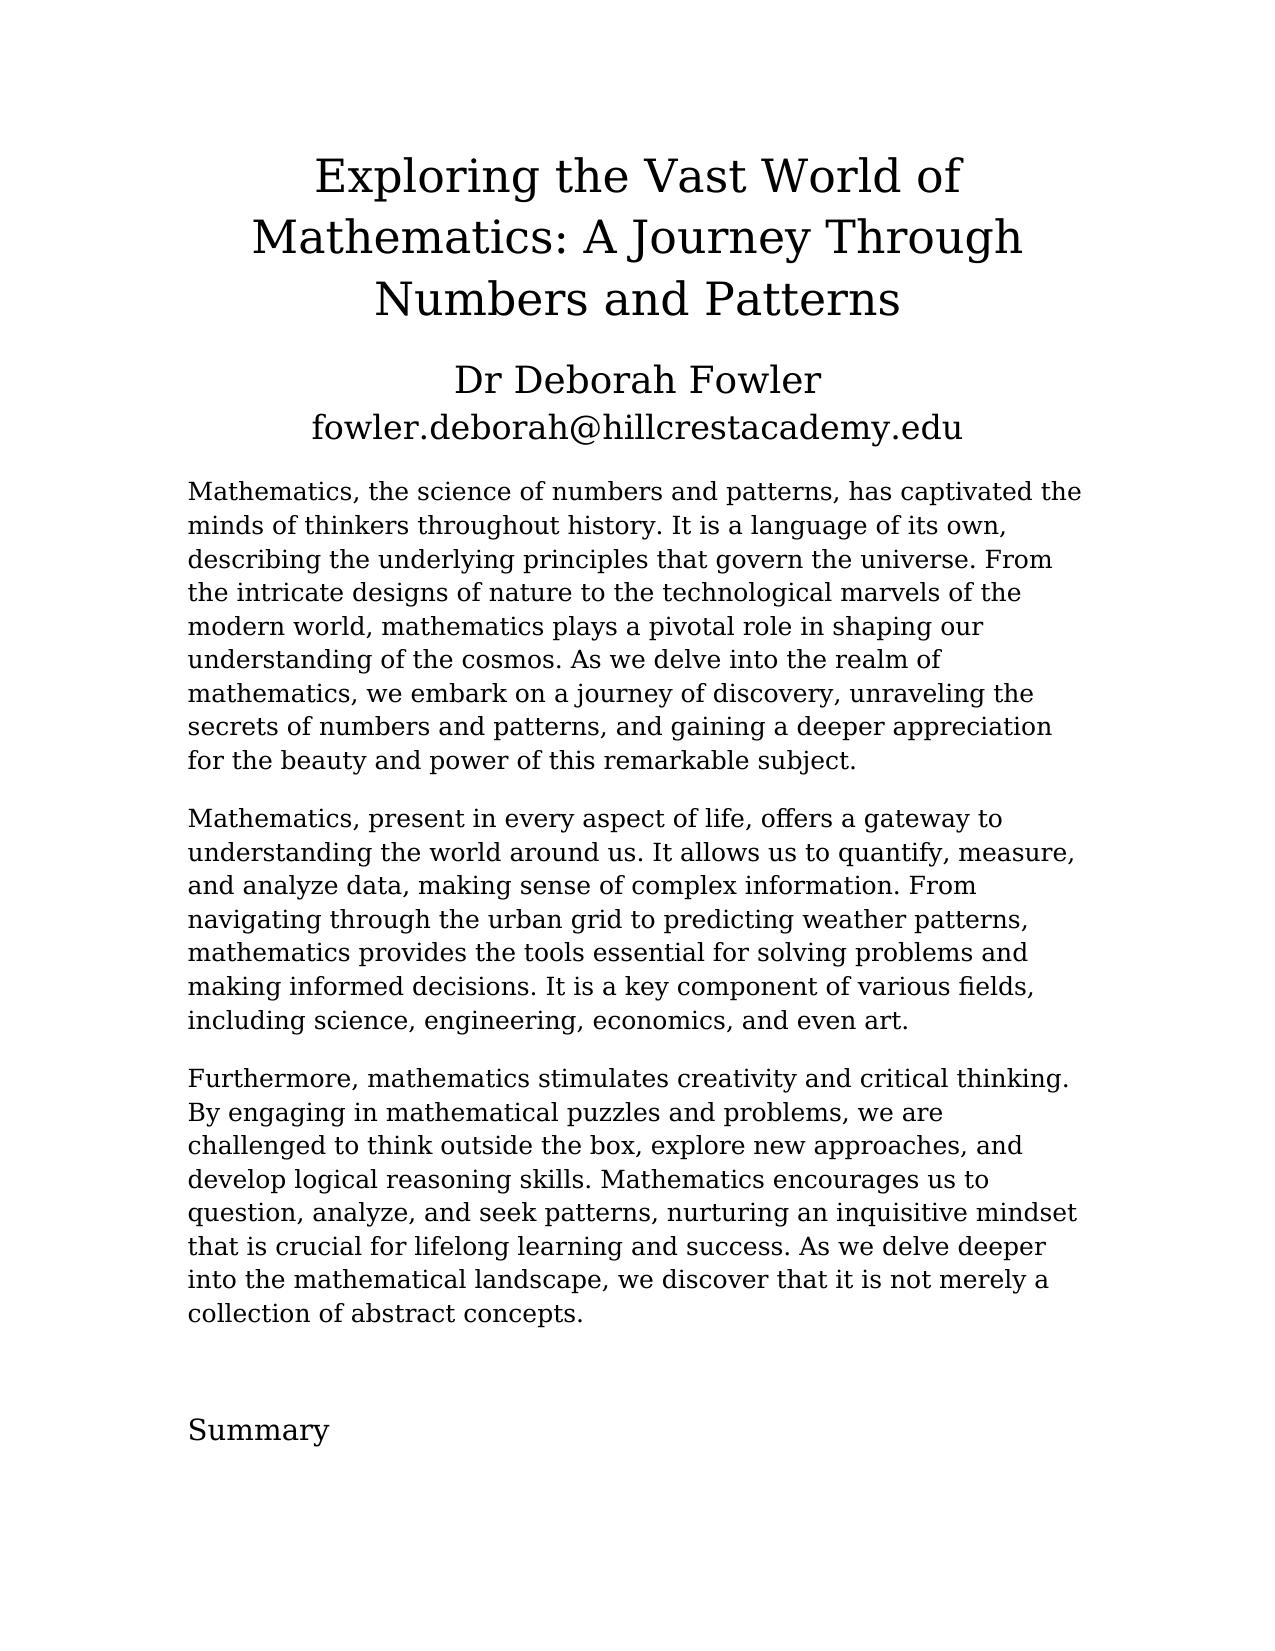 Exploring the Vast World of
Mathematics: A Journey Through
Numbers and Patterns
Dr Deborah Fowler
fowler.deborah@hillcrestacademy.edu
Mathematics, the science of numbers and patterns, has captivated the
minds of thinkers throughout history. It is a language of its own,
describing the underlying principles that govern the universe. From
the intricate designs of nature to the technological marvels of the
modern world, mathematics plays a pivotal role in shaping our
understanding of the cosmos. As we delve into the realm of
mathematics, we embark on a journey of discovery, unraveling the
secrets of numbers and patterns, and gaining a deeper appreciation
for the beauty and power of this remarkable subject.
Mathematics, present in every aspect of life, offers a gateway to
understanding the world around us. It allows us to quantify, measure,
and analyze data, making sense of complex information. From
navigating through the urban grid to predicting weather patterns,
mathematics provides the tools essential for solving problems and
making informed decisions. It is a key component of various fields,
including science, engineering, economics, and even art.
Furthermore, mathematics stimulates creativity and critical thinking.
By engaging in mathematical puzzles and problems, we are
challenged to think outside the box, explore new approaches, and
develop logical reasoning skills. Mathematics encourages us to
question, analyze, and seek patterns, nurturing an inquisitive mindset
that is crucial for lifelong learning and success. As we delve deeper
into the mathematical landscape, we discover that it is not merely a
collection of abstract concepts.
Summary